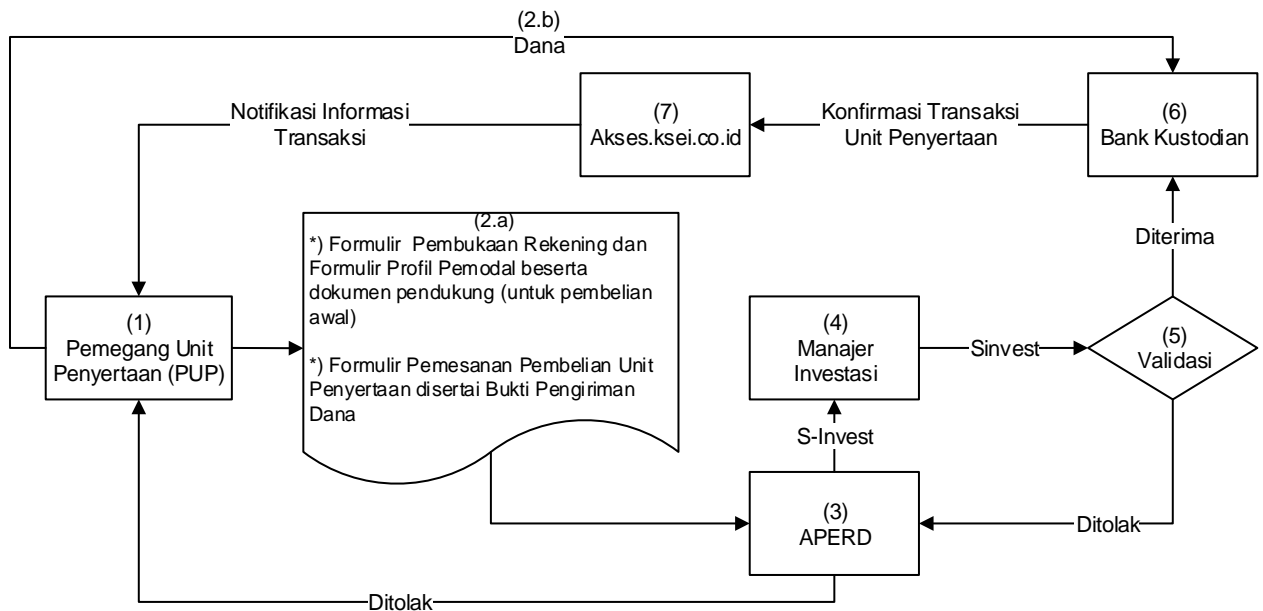 (2.b)
Dana
Notifikasi Informasi
Transaksi
(7)
Akses.ksei.co.id
Konfirmasi Transaksi
Unit Penyertaan
(6)
Bank Kustodian
(2.a)
*) Formulir Pembukaan Rekening dan
Formulir Profil Pemodal beserta
dokumen pendukung (untuk pembelian
awal)
*) Formulir Pemesanan Pembelian Unit
Penyertaan disertai Bukti Pengiriman
Dana
Diterima
(1)
Pemegang Unit
Penyertaan (PUP)
(4)
Manajer
Investasi
Sinvest
(5)
Validasi
S-Invest
(3)
APERD
Ditolak
Ditolak